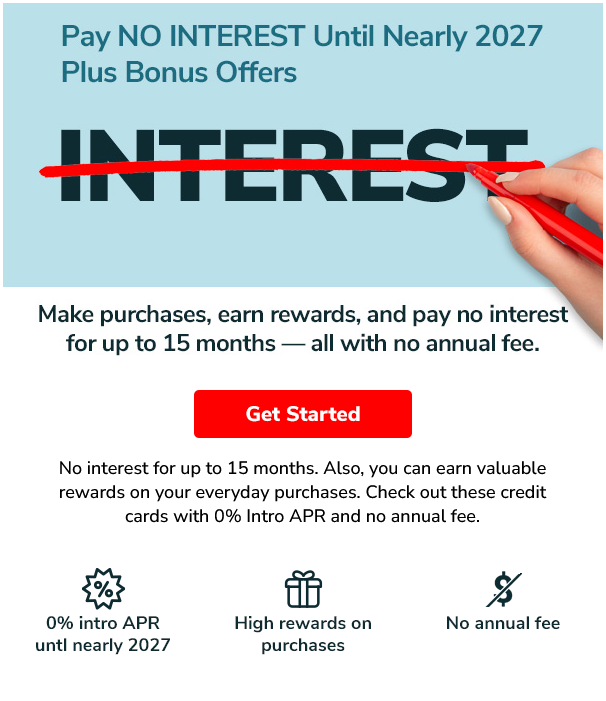 Pay NO INTEREST Until Nearly 2027
Plus Bonus Offers
INTEREST
Make purchases, earn rewards, and pay no interest
for up to 15 months — all with no annual fee.
Get Started
No interest for up to 15 months. Also, you can earn valuable
rewards on your everyday purchases. Check out these credit
cards with 0% Intro APR and no annual fee.
0% intro APR
untl nearly 2027
High rewards on
purchases
No annual fee